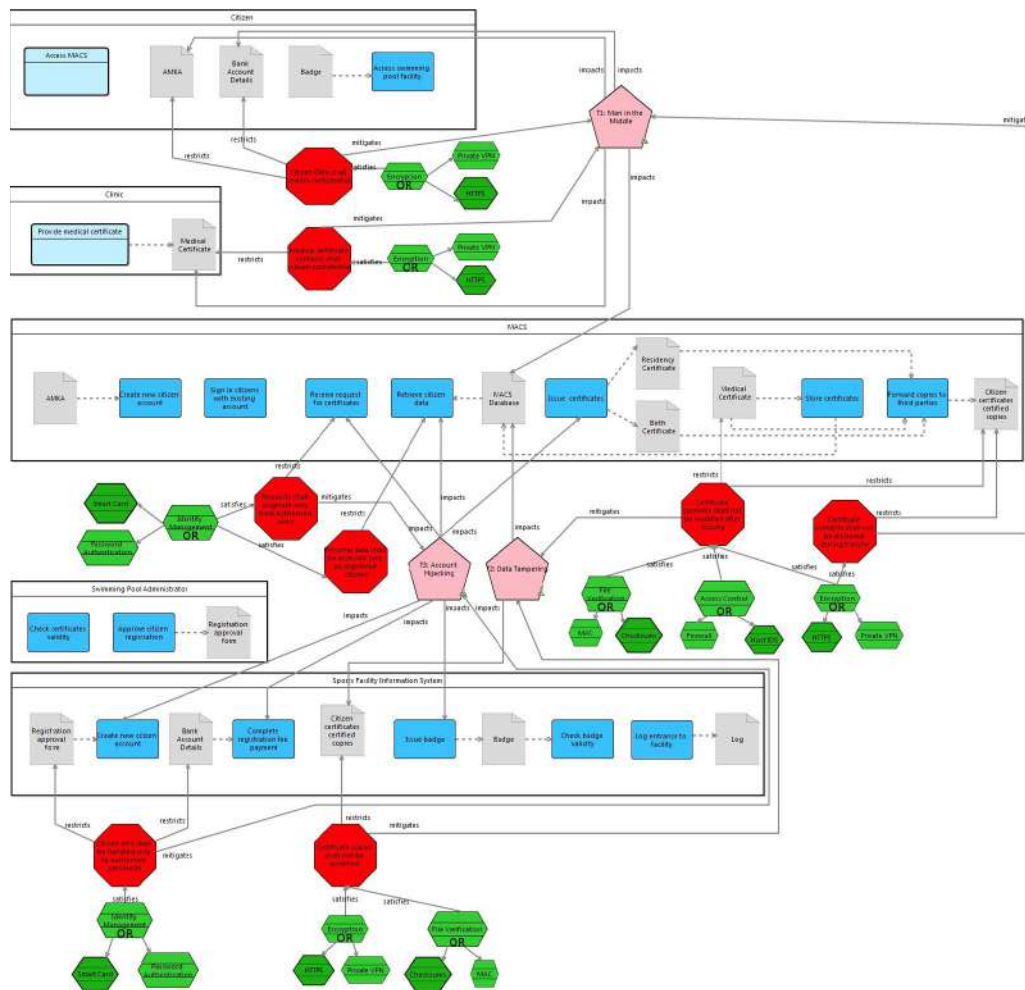 Citizen
Access MACS
AMKA
Bank
Account
Details
Badge
Access swimming
pool facility
impacts
impacts
T1: Man in the
Middle
restricts
restricts
mitigates
satisfies
Encryption
OR
Private VPN
HTTPS
Clinic
Provide medical certificate
Medical
Certificate
restricts
mitigates
satisfies
Encryption
OR
Private VPN
HTTPS
impacts
impacts
MACS
AMKA
Create new citizen
account
Sign in citizens
with existing
account
Receive request
for certificates
Retrieve citizen
data
MACS
Database
Issue certificates
Residency
Certificate
Birth
Certificate
Medical
Certificate
Store certificates
Forward copies to
third parties
Citizen
certificates
certified
copies
restricts
mitigates
restricts
satisfies
satisfies
Smart Card
Identity
Management
OR
Password
Authentication
impacts
impacts
impacts
impacts
impacts
T3: Account
Hijacking
T2: Data Tampering
restricts
restricts
mitigates
restricts
satisfies
satisfies
satisfies
satisfies
File
Verification
OR
MAC
Checksums
Access Control
OR
Firewall
Host IDS
Encryption
OR
HTTPS
Private VPN
Swimming Pool Administrator
Check certificates
validity
Approve citizen
registration
Registration
approval
form
impacts
impacts
impacts
impacts
Sports Facility Information System
Registration
approval
form
Create new citizen
account
Bank
Account
Details
Complete
registration fee
payment
Citizen
certificates
certified
copies
Issue badge
Badge
Check badge
validity
Log entrance to
facility
Log
restricts
restricts
mitigates
restricts
mitigates
satisfies
Identity
Management
OR
Smart Card
Password
Authentication
satisfies
satisfies
Encryption
OR
HTTPS
Private VPN
File Verification
OR
Checksums
MAC